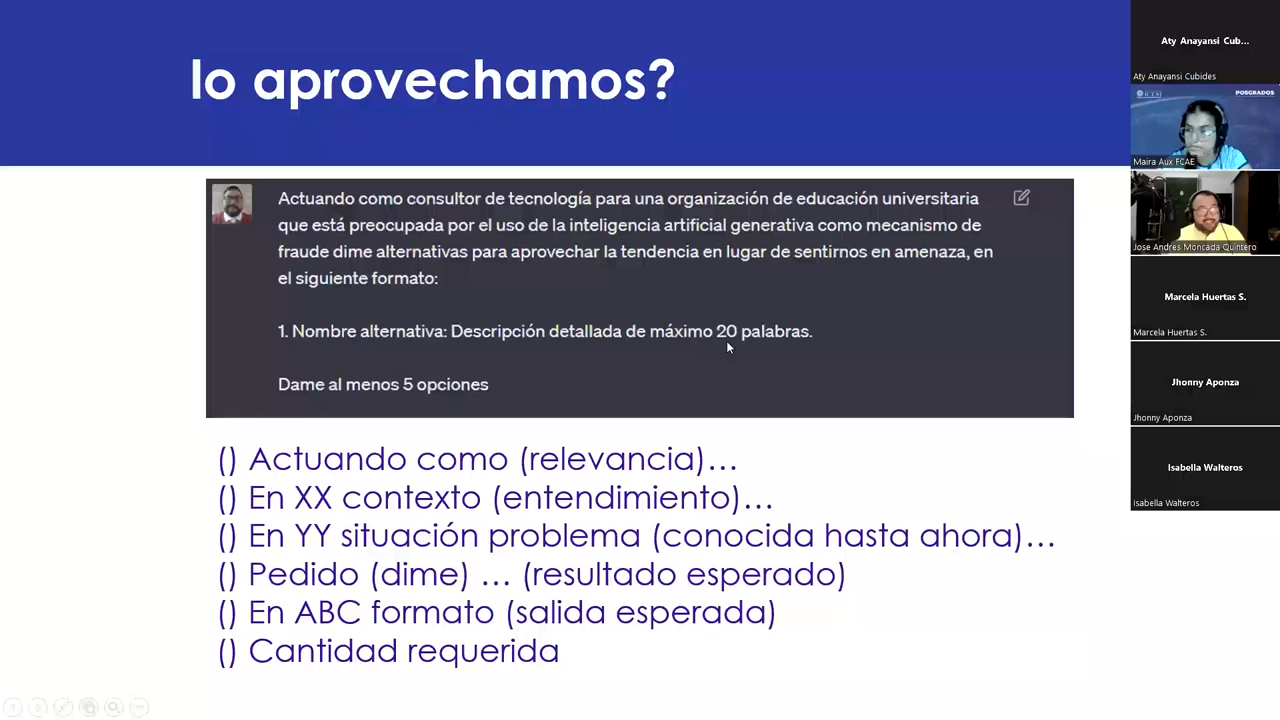 lo aprovechamos?
Actuando como consultor de tecnología para una organización de educación universitaria
que está preocupada por el uso de la inteligencia artificial generativa como mecanismo de
fraude dime alternativas para aprovechar la tendencia en lugar de sentirnos en amenaza, en
el siguiente formato:
1. Nombre alternativa: Descripción detallada de máximo 20 palabras.
Dame al menos 5 opciones
() Actuando como (relevancia)…
() En XX contexto (entendimiento)…
() En YY situación problema (conocida hasta ahora)…
() Pedido (dime) … (resultado esperado)
() En ABC formato (salida esperada)
() Cantidad requerida
Aty Anayansi Cub...
Aty Anayansi Cubides
POSGRADOS
Maira Aux FCAE
Jose Andres Moncada Quintero
Marcela Huertas S.
Marcela Huertas S.
Jhonny Aponza
Jhonny Aponza
Isabella Walteros
Isabella Walteros